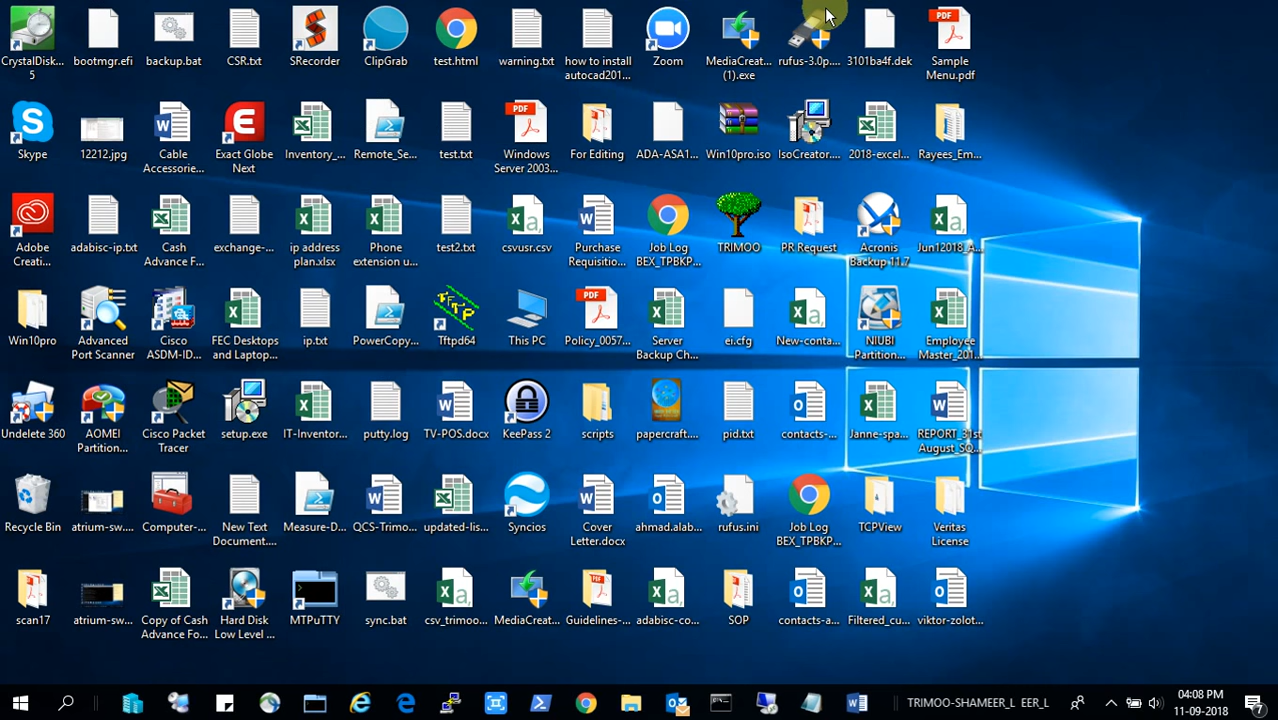 CrystalDisk... bootmgr.efi backup.bat CSR.txt SRecorder ClipGrab test.html warning.txt how to install Zoom MediaCreat... rufus-3.0p... 3101ba4f.dek Sample
5 autocad201... (1).exe Menu.pdf
Skype 12212.jpg Cable Exact Globe Inventory_... Remote_Se... test.txt Windows For Editing ADA-ASA1... Win10pro.iso IsoCreator... 2018-excel... Rayees_Em...
Accessorie... Next Server 2003...
Adobe adabisc-ip.txt Cash exchange-... ip address Phone test2.txt csvusr.csv Purchase Job Log TRIMOO PR Request Acronis Jun12018_A...
Creati... Advance F... plan.xlsx extension u... Requisition... BEX_TPBKP... Backup 11.7
Win10pro Advanced Cisco FEC Desktops ip.txt PowerCopy... Tftpd64 This PC Policy_0057... Server ei.cfg New-conta... NIUBI Employee
Port Scanner ASDM-ID... and Laptop... Backup Ch... Partition... Master_201...
Undelete 360 AOMEI Cisco Packet setup.exe IT-Inventor... putty.log TV-POS.docx KeePass 2 scripts papercraft.... pid.txt contacts-... Janne-spa... REPORT_31st
Partition... Tracer August_SQ...
Recycle Bin atrium-sw... Computer-... New Text Measure-D... QCS-Trimo... updated-lis... Syncios Cover ahmad.alab... rufus.ini Job Log TCPView Veritas
Document.... Letter.docx BEX_TPBKP... License
scan17 atrium-sw... Copy of Cash Hard Disk MTPuTTY sync.bat csv_trimoo... MediaCreat... Guidelines-... adabisc-co... SOP contacts-a... Filtered_cu... viktor-zolot...
Advance Fo... Low Level ...
TRIMOO-SHAMEER_L EER_L 04:08 PM
11-09-2018 7